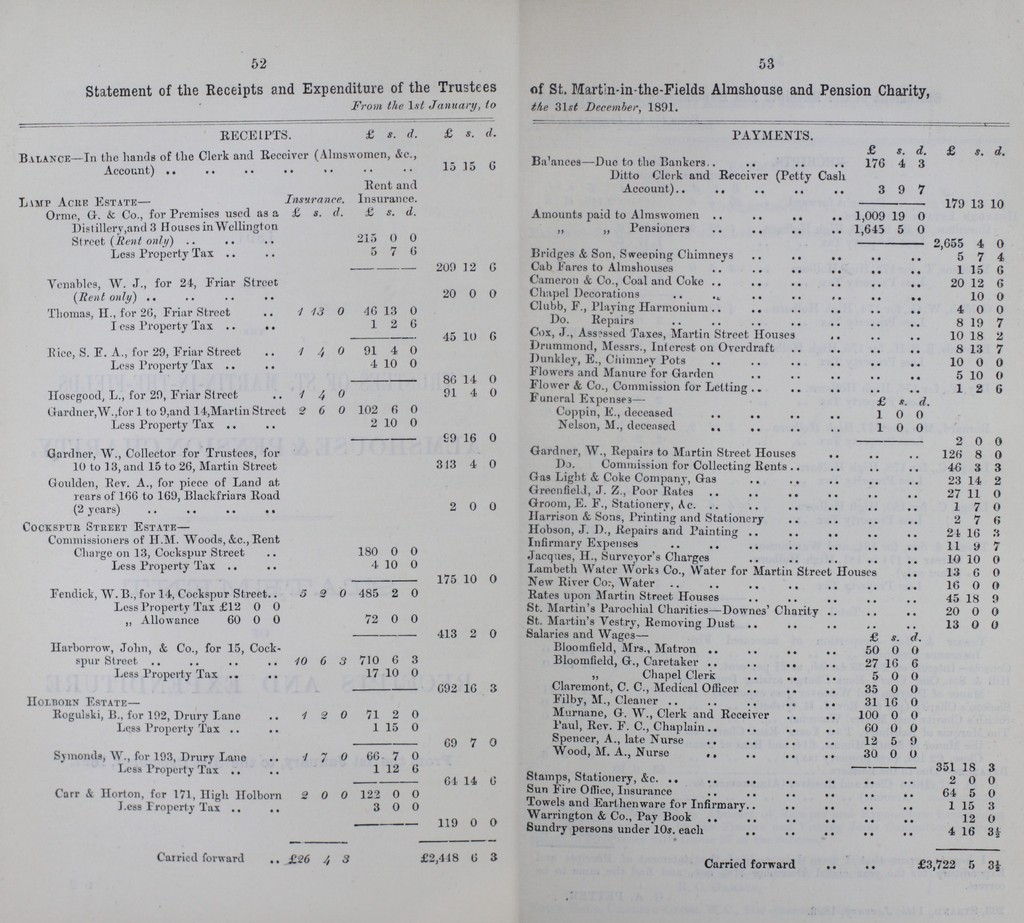 52
Statement of the Receipts and Expenditure of the Trustees
From the 1st January, to
RECEIPTS. £ s. d. £ s. d.
BALANCE—In the hands of the Clerk and Receiver (Almswomen, &c.,
Account) .. .. .. .. .. .. .. 15 15 6
Rent and
LAMP ACRE ESTATE— Insurance. Insurance.
Orme, G. & Co., for Premises used as a £ s. d. £ s. d.
Distillery, and 3 Houses in Wellington
Street (Rent only) .. .. .. 215 0 0
Less Property Tax .. .. 5 7 6
209 12 6
Venables, W. J., for 24, Friar Street
(Rent only) .. .. .. .. 20 0 0
Thomas, H., for 26, Friar Street .. 1 13 0 46 13 0
Less Property Tax .. .. 1 2 6
45 10 6
Rice, S. F. A., for 29, Friar Street .. 1 4 0 91 4 0
Less Property Tax .. .. 4 10 0
86 14 0
Hosegood, L., for 29, Friar Street .. 1 4 0 91 4 0
Gardner, W., for 1 to 9, and 14, Martin Street 2 6 0 102 6 0
Less Property Tax .. .. 2 10 0
99 16 0
Gardner, W., Collector for Trustees, for
10 to 13, and 15 to 26, Martin Street 343 4 0
Goulden, Rev. A., for piece of Land at
rears of 166 to 169, Blackfriars Road
(2 years) .. .. .. .. 2 0 0
COCKSPUR STREET ESTATE—
Commissioners of H.M. Woods, &c., Rent
Charge on 13, Cockspur Street .. 180 0 0
Less Property Tax .. .. 4 10 0
175 10 0
Fendick, W. B., for 14, Cockspur Street.. 5 2 0 485 2 0
Less Property Tax £12 0 0
„ Allowance 60 0 0 72 0 0
413 2 0
Harborrow, John, & Co., for 15, Cock-
spur Street .. .. .. .. 10 6 3 710 6 3
Less Property Tax .. .. 17 10 0
692 16 3
HOLBORN ESTATE—
Rogulski, B., for 192, Drury Lane .. 1 2 0 71 2 0
Less Property Tax .. .. 1 15 0
69 7 0
Symonds, W., for 193, Drury Lane .. 1 7 0 66 7 0
Less Property Tax .. .. 1 12 6
64 14 6
Carr & Horton, for 171, High Holborn 2 0 0 122 0 0
Less Property Tax .. .. 3 0 0
119 0 0
Carried forward .. £26 4 3 £2,448 6 3
53
of St. Martin-in-the-Fields Almshouse and Pension Charity,
the 31st December, 1891.
PAYMENTS.
£ s. d. £ s. d.
Balances—Due to the Bankers.. .. .. .. 176 4 3
Ditto Clerk and Receiver (Petty Cash
Account).. .. .. .. .. 3 9 7
179 13 10
Amounts paid to Almswomen .. .. .. .. 1,009 19 0
„ „ Pensioners .. .. .. .. 1,645 5 0
2,655 4 0
Bridges & Son, Sweeping Chimneys .. .. .. .. .. 5 7 4
Cab Fares to Almshouses .. .. .. .. .. .. 1 15 6
Cameron & Co., Coal and Coke .. .. .. .. .. .. 20 12 6
Chapel Decorations .. .. .. .. .. .. .. 10 0
Clubb, F., Playing Harmonium .. .. .. .. .. .. 4 0 0
Do. Repairs .. .. .. .. .. .. .. 8 19 7
Cox, J., Assessed Taxes, Martin Street Houses .. .. .. .. 10 18 2
Drummond, Messrs., Interest on Overdraft .. .. .. .. 8 13 7
Dunkley, E., Chimney Pots .. .. .. .. .. .. 10 0 0
Flowers and Manure for Garden .. .. .. .. .. 5 10 0
Flower & Co., Commission for Letting .. .. .. .. .. 1 2 6
Funeral Expenses— £ s. d.
Coppin, E., deceased .. .. .. .. 1 0 0
Nelson, M., deceased .. .. .. .. 1 0 0
2 0 0
Gardner, W., Repairs to Martin Street Houses .. .. .. 126 8 0
Do. Commission for Collecting Rents .. .. .. .. 46 3 3
Gas Light & Coke Company, Gas .. .. .. .. .. 23 14 2
Greenfield, J. Z., Poor Rates .. .. .. .. .. .. 27 11 0
Groom, E. F., Stationery, &c. .. .. .. .. .. .. 1 7 0
Harrison & Sons, Printing and Stationery .. .. .. .. 2 7 6
Hobson, J. D., Repairs and Painting .. .. .. .. .. 24 16 3
Infirmary Expenses .. .. .. .. .. .. .. 11 9 7
Jacques, H., Surveyor's Charges .. .. .. .. .. 10 10 0
Lambeth Water Works Co., Water for Martin Street Houses .. 13 6 0
New River Co., Water .. .. .. .. .. .. .. 16 0 0
Rates upon Martin Street Houses .. .. .. .. .. 45 18 9
St. Martin's Parochial Charities—Downes' Charity .. .. .. 20 0 0
St. Martin's Vestry, Removing Dust .. .. .. .. .. 13 0 0
Salaries and Wages— £ s. d.
Bloomfield, Mrs., Matron .. .. .. .. 50 0 0
Bloomfield, G., Caretaker .. .. .. .. 27 16 6
„ Chapel Clerk .. .. .. 5 0 0
Claremont, C. C., Medical Officer .. .. .. 35 0 0
Filby, M., Cleaner .. .. .. .. .. 31 16 0
Murnane, G. W., Clerk and Receiver .. .. 100 0 0
Paul, Rev. F. C., Chaplain .. .. .. .. 60 0 0
Spencer, A., late Nurse .. .. .. .. 12 5 9
Wood, M. A., Nurse .. .. .. .. 30 0 0
351 18 3
Stamps, Stationery, &c. .. .. .. .. .. .. .. 2 0 0
Sun Fire Office, Insurance .. .. .. .. .. .. 64 5 0
Towels and Earthenware for Infirmary .. .. .. .. .. 1 15 3
Warrington & Co., Pay Book .. .. .. .. .. .. 12 0
Sundry persons under 10s. each .. .. .. .. .. 4 16 3½
Carried forward .. .. £3,722 5 3½